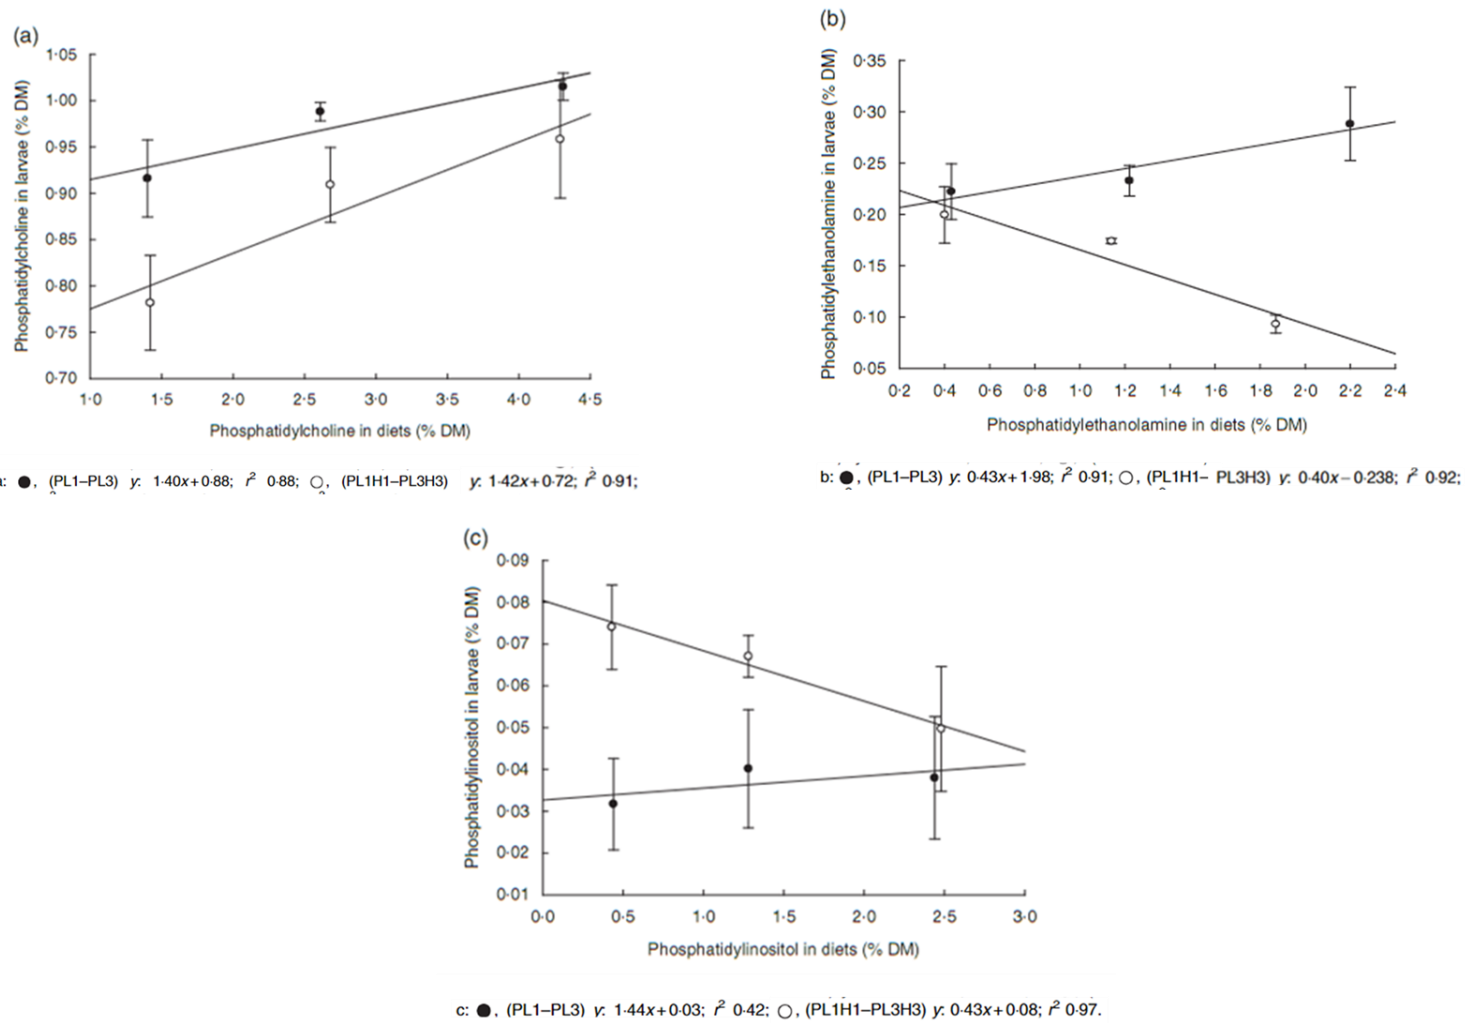 (a)
Phosphatidylcholine in larvae (% DM)
1·05
1·00
0·95
0·90
0·85
0·80
0·75
0·70
1·0 1·5 2·0 2·5 3·0 3·5 4·0 4·5
Phosphatidylcholine in diets (% DM)
: ●, (PL1–PL3) y: 1·40x+0·88; r² 0·88; ○, (PL1H1–PL3H3) y: 1·42x+0·72; r² 0·91;
(b)
Phosphatidylethanolamine in larvae (% DM)
0·35
0·30
0·25
0·20
0·15
0·10
0·05
0·2 0·4 0·6 0·8 1·0 1·2 1·4 1·6 1·8 2·0 2·2 2·4
Phosphatidylethanolamine in diets (% DM)
b: ●, (PL1–PL3) y: 0·43x+1·98; r² 0·91; ○, (PL1H1– PL3H3) y: 0·40x−0·238; r² 0·92;
(c)
Phosphatidylinositol in larvae (% DM)
0·09
0·08
0·07
0·06
0·05
0·04
0·03
0·02
0·01
0·0 0·5 1·0 1·5 2·0 2·5 3·0
Phosphatidylinositol in diets (% DM)
c: ●, (PL1–PL3) y: 1·44x+0·03; r² 0·42; ○, (PL1H1–PL3H3) y: 0·43x+0·08; r² 0·97.